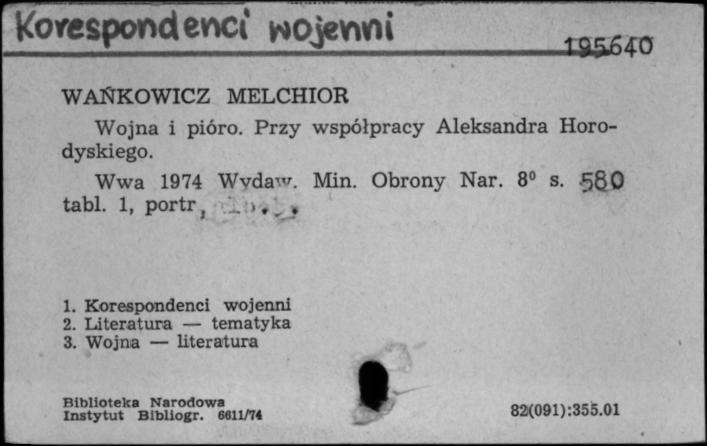 Korespondenci wojenni
195640
WAŃKOWICZ MELCHIOR
Wojna i pióro. Przy współpracy Aleksandra Horo-
dyskiego.
Wwa 1974 Wydaw. Min. Obrony Nar. 8⁰ s. 580
tabl. 1, portr,
1. Korespondenci wojenni
2. Literatura — tematyka
3. Wojna — literatura
Biblioteka Narodowa
Instytut Bibliogr. 6611/74
82(091):355.01